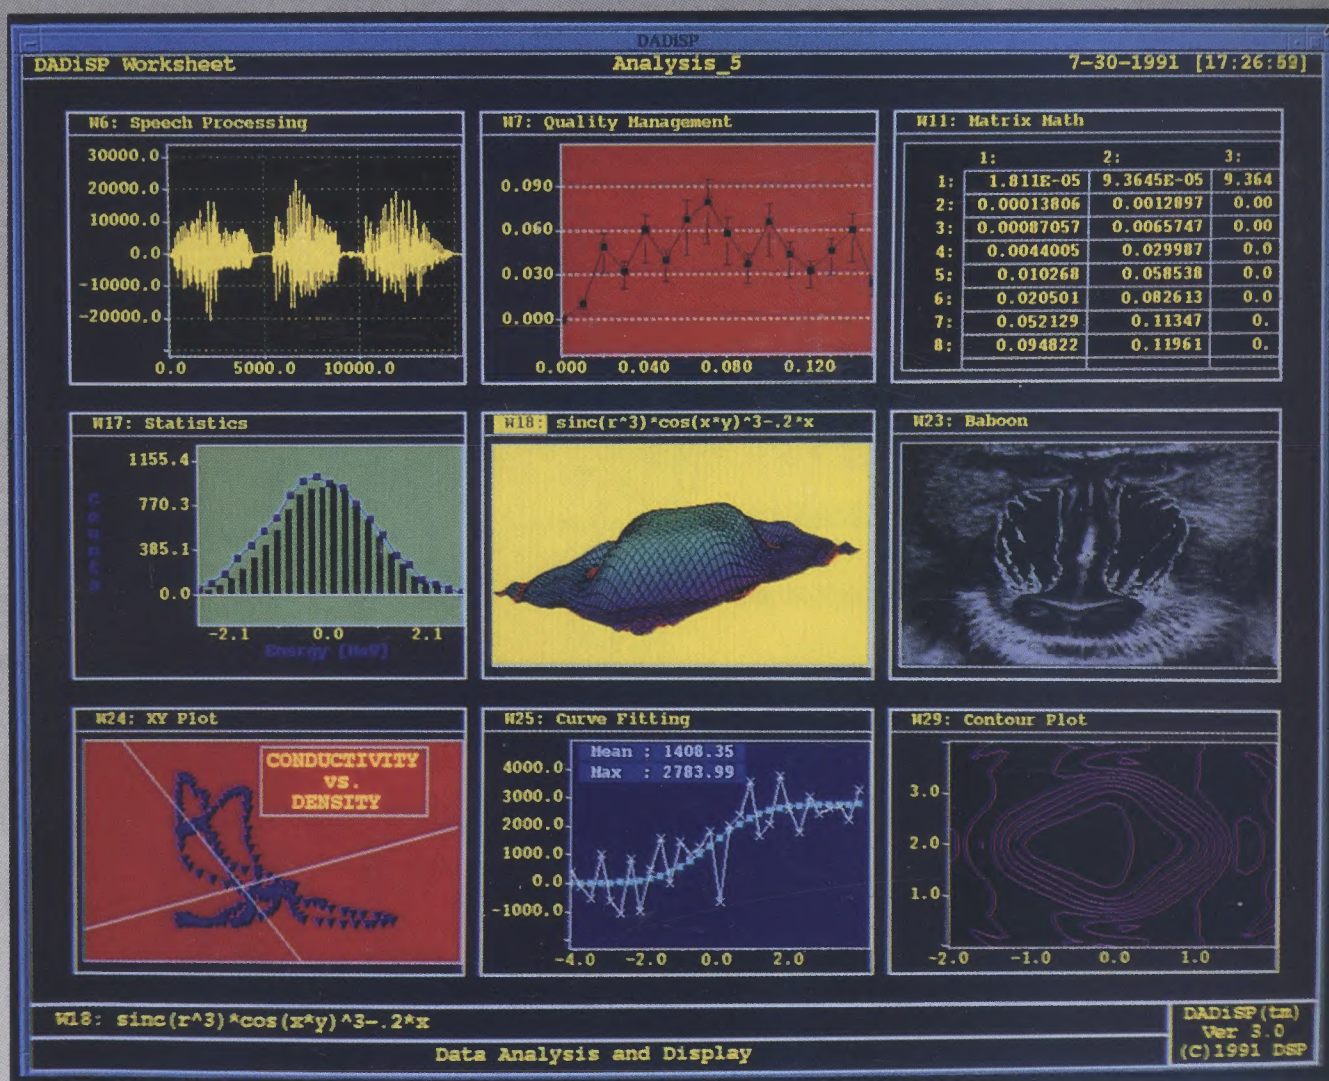 DADiSP
DADiSP Worksheet Analysis_5 7-30-1991 [17:26:59]
W6: Speech Processing
30000.0
20000.0
10000.0
0.0
-10000.0
-20000.0
0.0 5000.0 10000.0
W7: Quality Management
0.090
0.060
0.030
0.000
0.000 0.040 0.080 0.120
W11: Matrix Math
1: 2: 3:
1: 1.811E-05 9.3645E-05 9.364
2: 0.00013806 0.0012897 0.00
3: 0.00087057 0.0065747 0.00
4: 0.0044005 0.029987 0.0
5: 0.010268 0.058538 0.0
6: 0.020501 0.082613 0.0
7: 0.052129 0.11347 0.
8: 0.094822 0.11961 0.
W17: Statistics
1155.4
770.3
385.1
0.0
-2.1 0.0 2.1
Energy [MeV]
W18: sinc(r^3)*cos(x*y)^3-.2*x
W23: Baboon
W24: XY Plot
CONDUCTIVITY
vs.
DENSITY
W25: Curve Fitting
Mean : 1408.35
Max : 2783.99
4000.0
3000.0
2000.0
1000.0
0.0
-1000.0
-4.0 -2.0 0.0 2.0
W29: Contour Plot
3.0
2.0
1.0
-2.0 -1.0 0.0 1.0
W18: sinc(r^3)*cos(x*y)^3-.2*x
Data Analysis and Display
DADiSP(tm)
Ver 3.0
(C)1991 DSP